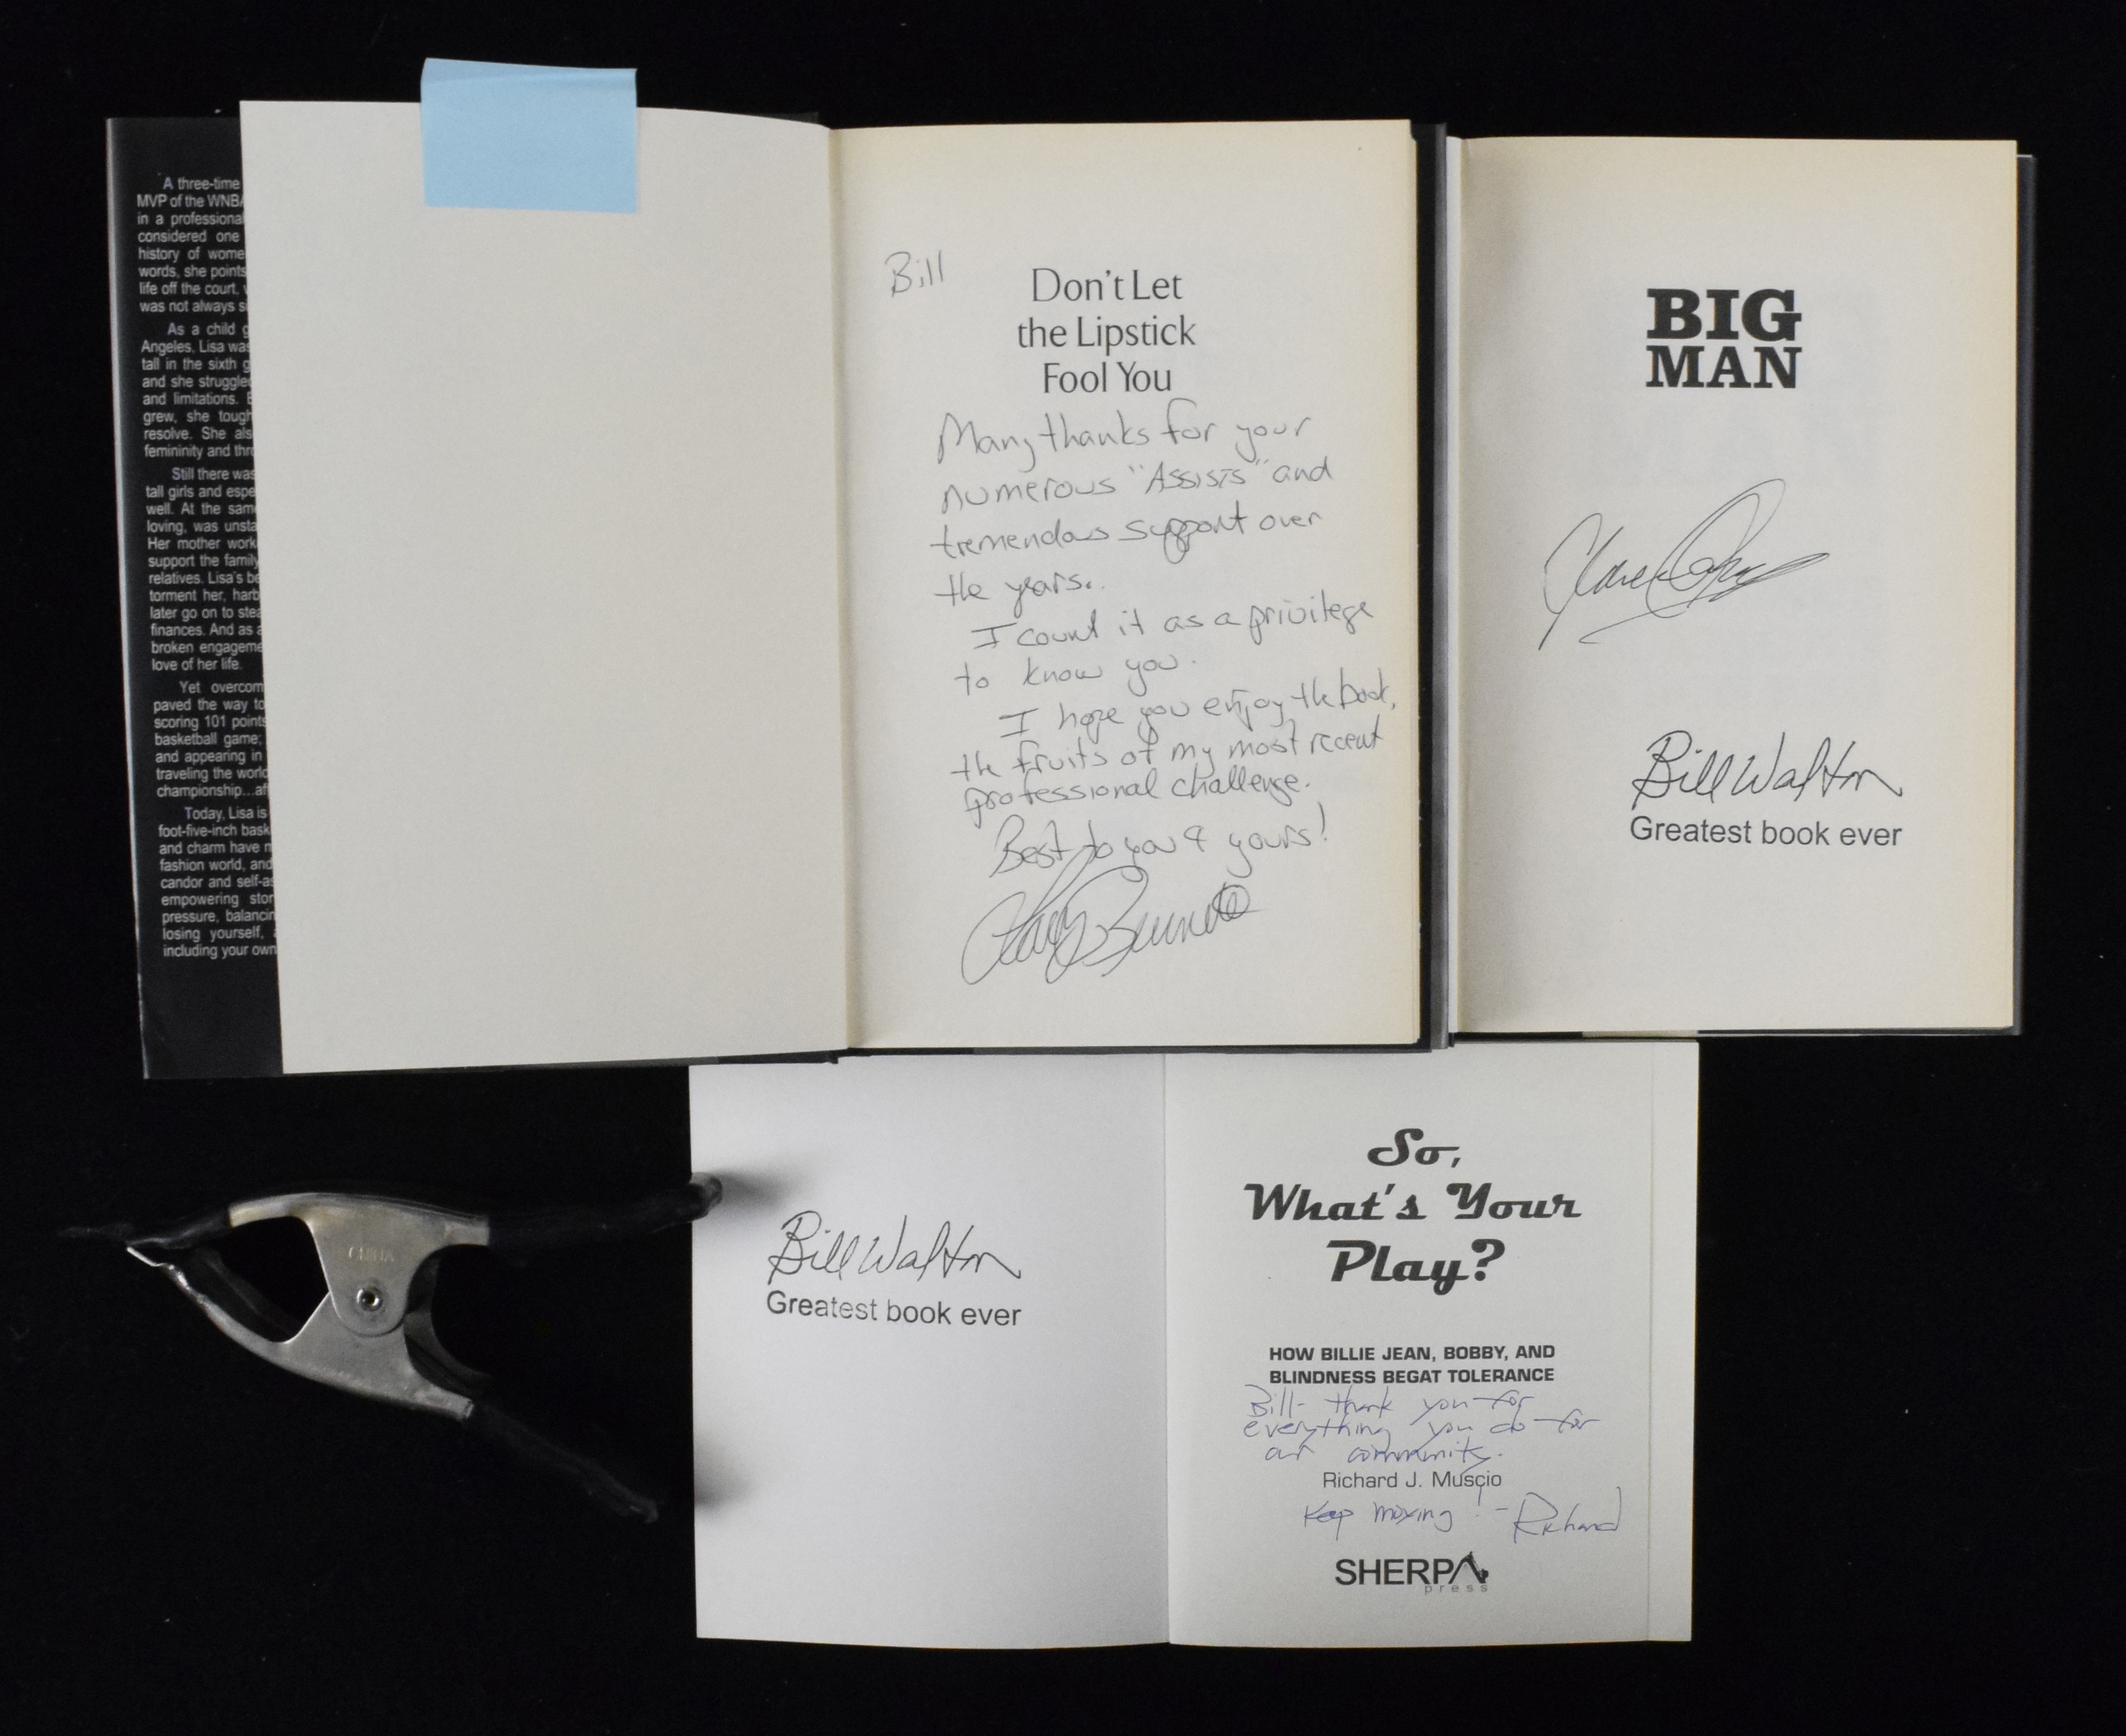 A three-time
MVP of the WNBA
in a professional
considered one
history of wome
words, she points
life off the court,
was not always s
As a child g
Angeles, Lisa was
tall in the sixth g
and she struggled
and limitations.
grew, she tough
resolve. She als
femininity and thr
Still there was
tall girls and espe
well. At the sam
loving, was unsta
Her mother work
support the family
relatives. Lisa's be
torment her, harb
later go on to stea
finances. And as a
broken engageme
love of her life.
Yet overcom
paved the way to
scoring 101 points
basketball game;
and appearing in
traveling the world
championship...af
Today, Lisa is
foot-five-inch bask
and charm have
fashion world, and
candor and self-as
empowering stor
pressure, balancin
losing yourself,
including your own
Bill
Don't Let
the Lipstick
Fool You
Many thanks for your
numerous "Assists" and
tremendous support over
the years.
I count it as a privilege
to know you.
I hope you enjoy the book,
the fruits of my most recent
professional challenge.
Best to you & yours!
BIG
MAN
Bill Walton
Greatest book ever
CHINA
Bill Walton
Greatest book ever
So,
What's Your
Play?
HOW BILLIE JEAN, BOBBY, AND
BLINDNESS BEGAT TOLERANCE
Bill- thank you for
everything you do for
our community.
Richard J. Muscio
Keep moving! - Richard
SHERPA
press